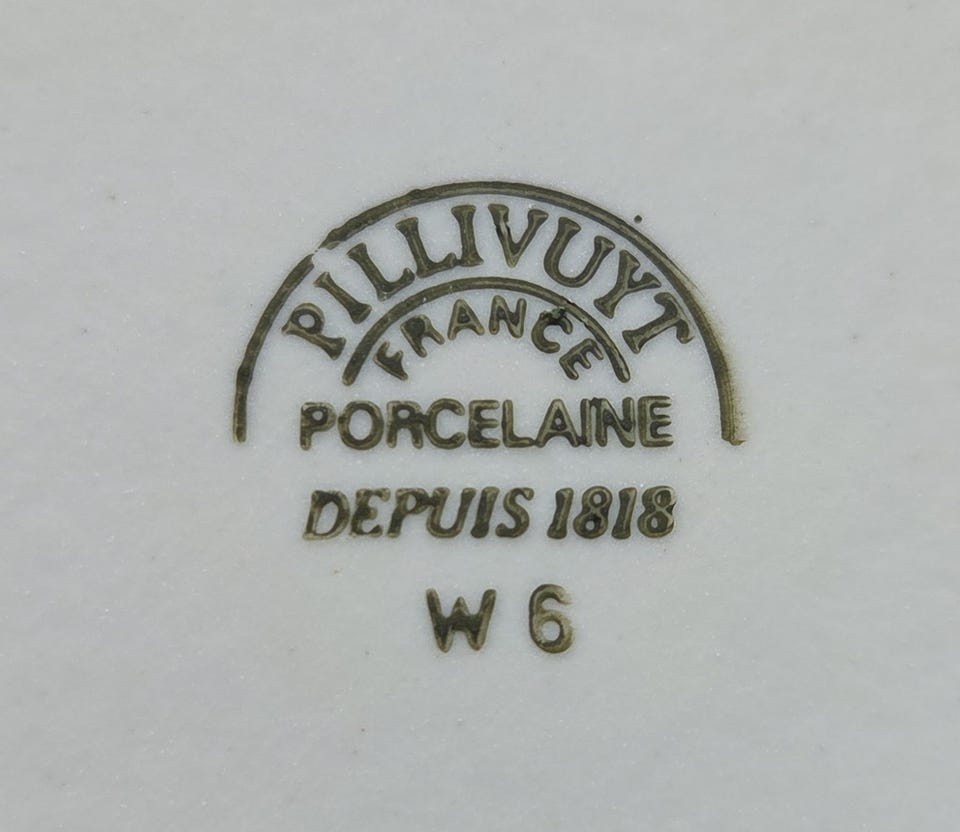 PILLIVUYT
FRANCE
PORCELAINE
DEPUIS 1818
W 6